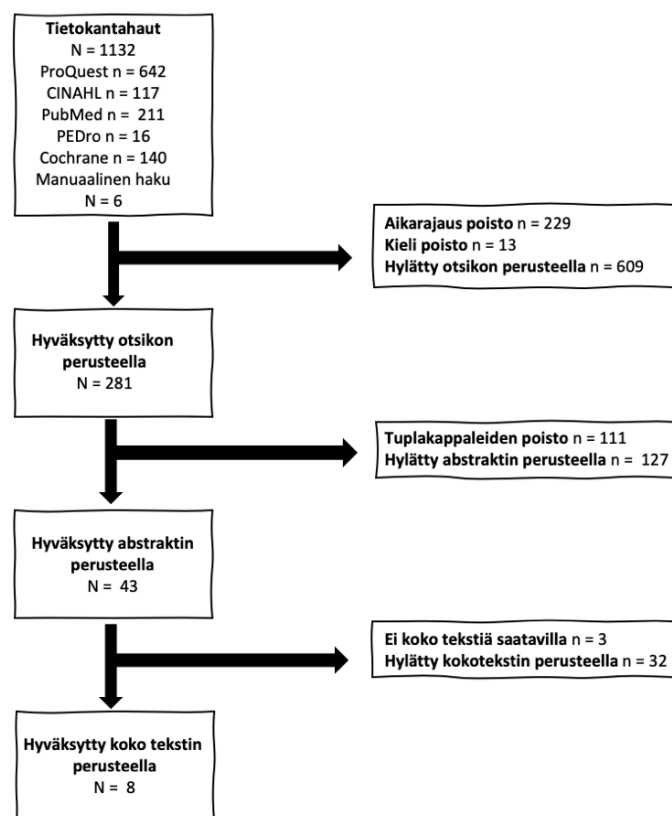 Tietokantahaut
N = 1132
ProQuest n = 642
CINAHL n = 117
PubMed n =  211
PEDro n = 16
Cochrane n = 140
Manuaalinen haku
N = 6
Aikarajaus poisto n = 229
Kieli poisto n = 13
Hylätty otsikon perusteella n = 609
Hyväksytty otsikon
perusteella
N = 281
Tuplakappaleiden poisto n = 111
Hylätty abstraktin perusteella n =  127
Hyväksytty abstraktin
perusteella
N =  43
Ei koko tekstiä saatavilla n = 3
Hylätty kokotekstin perusteella n = 32
Hyväksytty koko tekstin
perusteella
N =  8